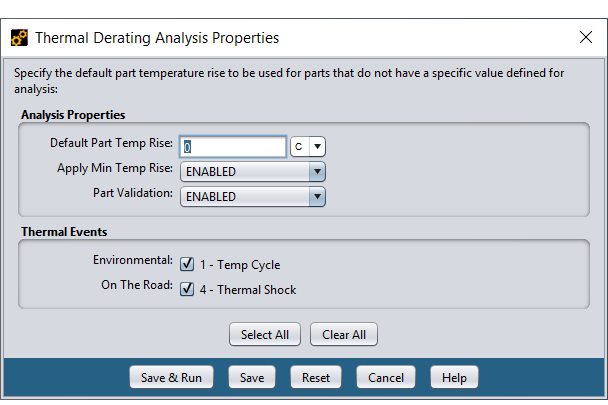 Thermal Derating Analysis Properties
Specify the default part temperature rise to be used for parts that do not have a specific value defined for
analysis:
Analysis Properties
Default Part Temp Rise: 0 C
Apply Min Temp Rise: ENABLED
Part Validation: ENABLED
Thermal Events
Environmental: 1 - Temp Cycle
On The Road: 4 - Thermal Shock
Select All Clear All
Save & Run Save Reset Cancel Help